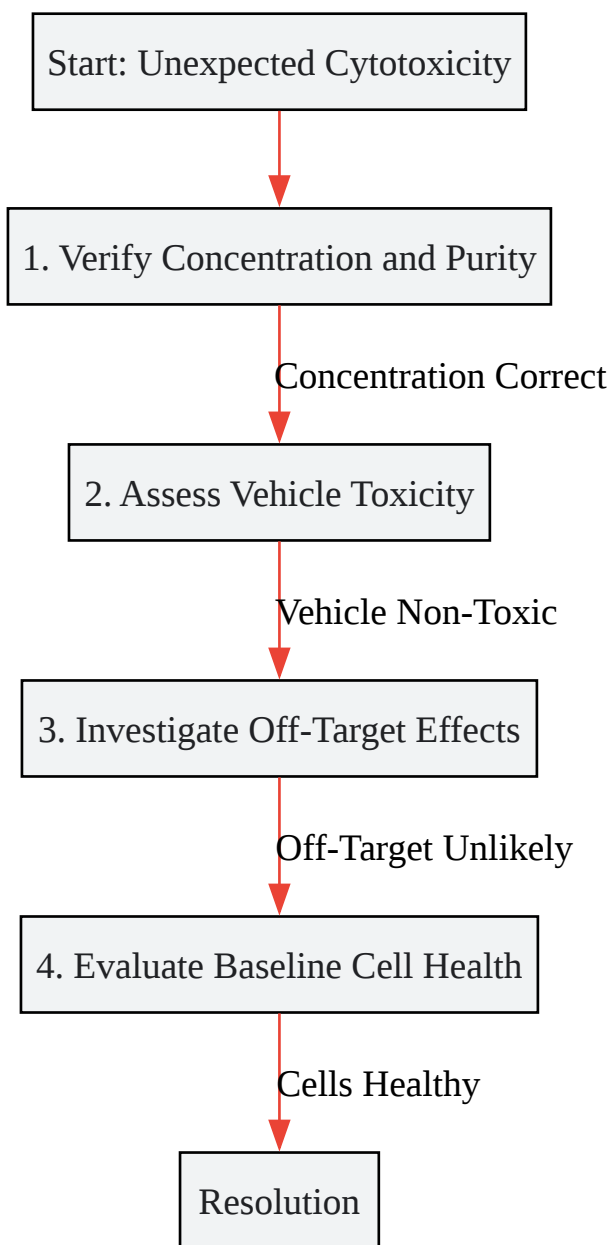 Start: Unexpected Cytotoxicity
1. Verify Concentration and Purity
Concentration Correct
2. Assess Vehicle Toxicity
Vehicle Non-Toxic
3. Investigate Off-Target Effects
Off-Target Unlikely
4. Evaluate Baseline Cell Health
Cells Healthy
Resolution